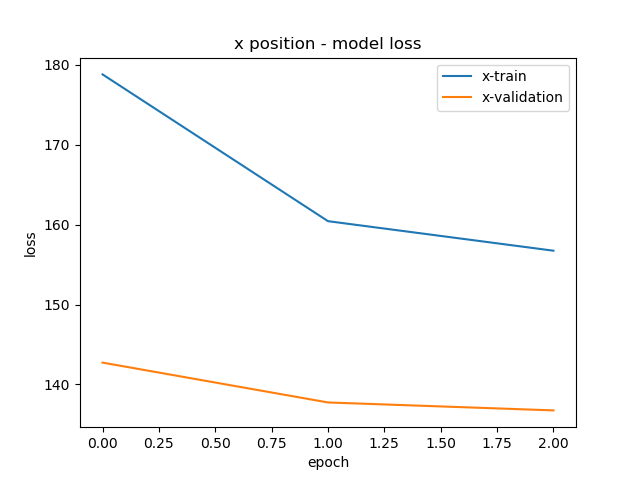 x position - model loss
x-train
x-validation
180
170
160
150
140
loss
0.00 0.25 0.50 0.75 1.00 1.25 1.50 1.75 2.00
epoch